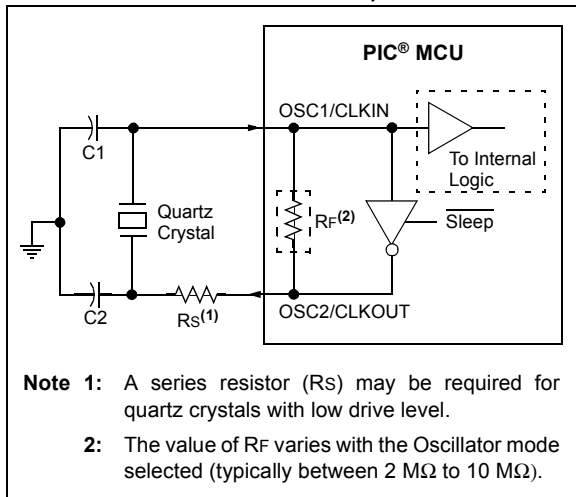 PIC® MCU
OSC1/CLKIN
C1
To Internal
Logic
Quartz
Crystal
RF(2)
Sleep
C2
RS(1)
OSC2/CLKOUT
Note 1: A series resistor (RS) may be required for
quartz crystals with low drive level.
2: The value of RF varies with the Oscillator mode
selected (typically between 2 MΩ to 10 MΩ).